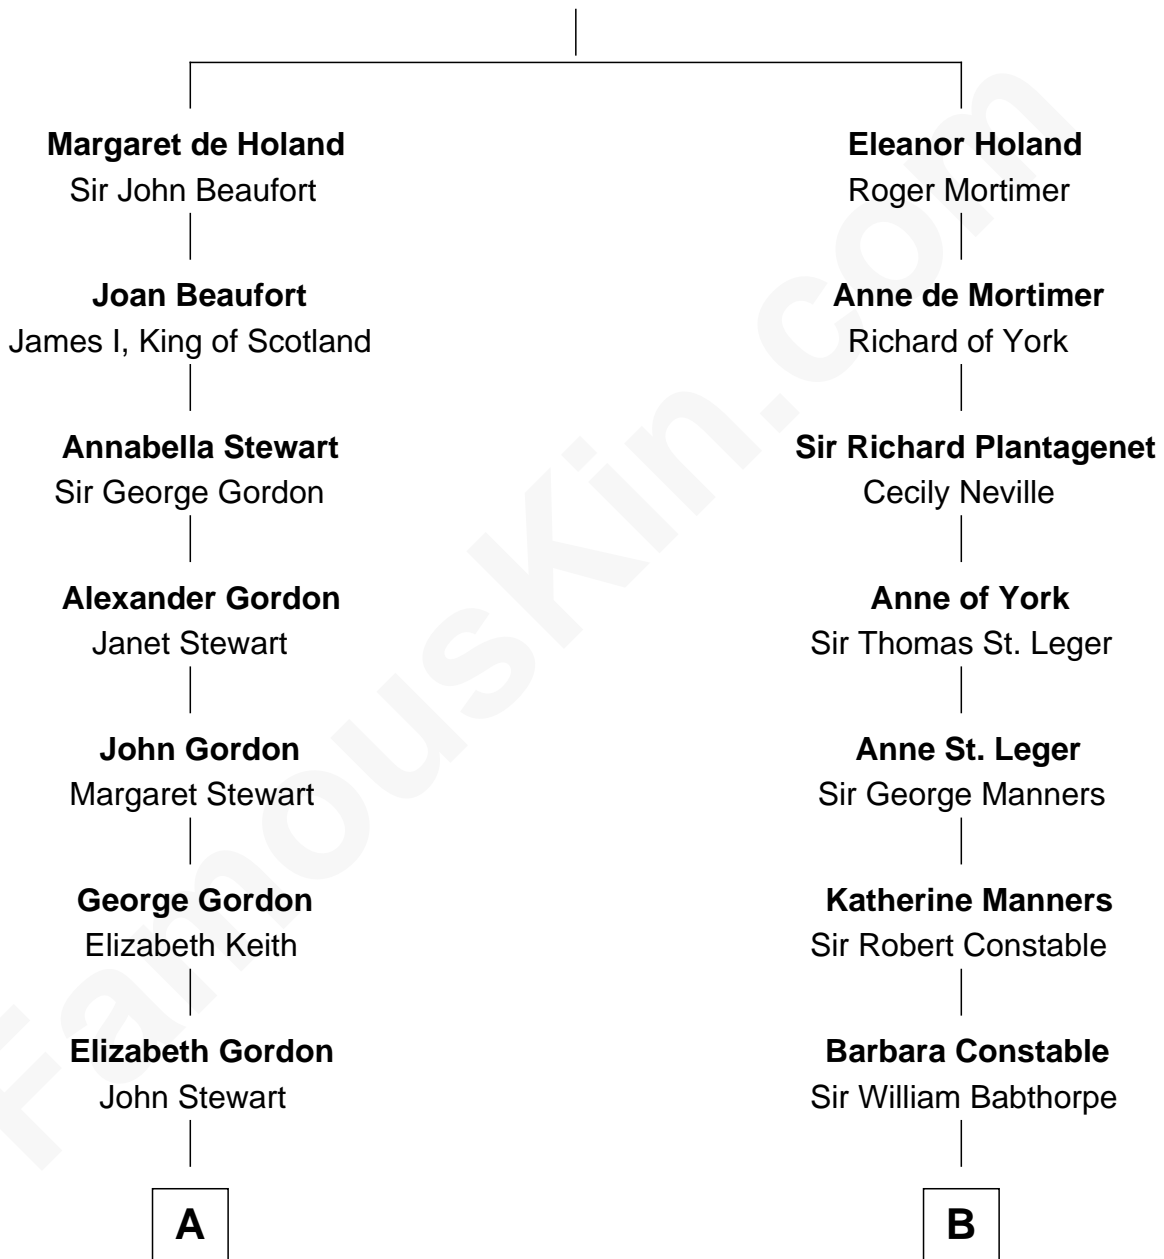 Margaret de Holand
Sir John Beaufort
Joan Beaufort
James I, King of Scotland
Annabella Stewart
Sir George Gordon
Alexander Gordon
Janet Stewart
John Gordon
Margaret Stewart
George Gordon
Elizabeth Keith
Elizabeth Gordon
John Stewart
A
Eleanor Holand
Roger Mortimer
Anne de Mortimer
Richard of York
Sir Richard Plantagenet
Cecily Neville
Anne of York
Sir Thomas St. Leger
Anne St. Leger
Sir George Manners
Katherine Manners
Sir Robert Constable
Barbara Constable
Sir William Babthorpe
B
FamousKin.com